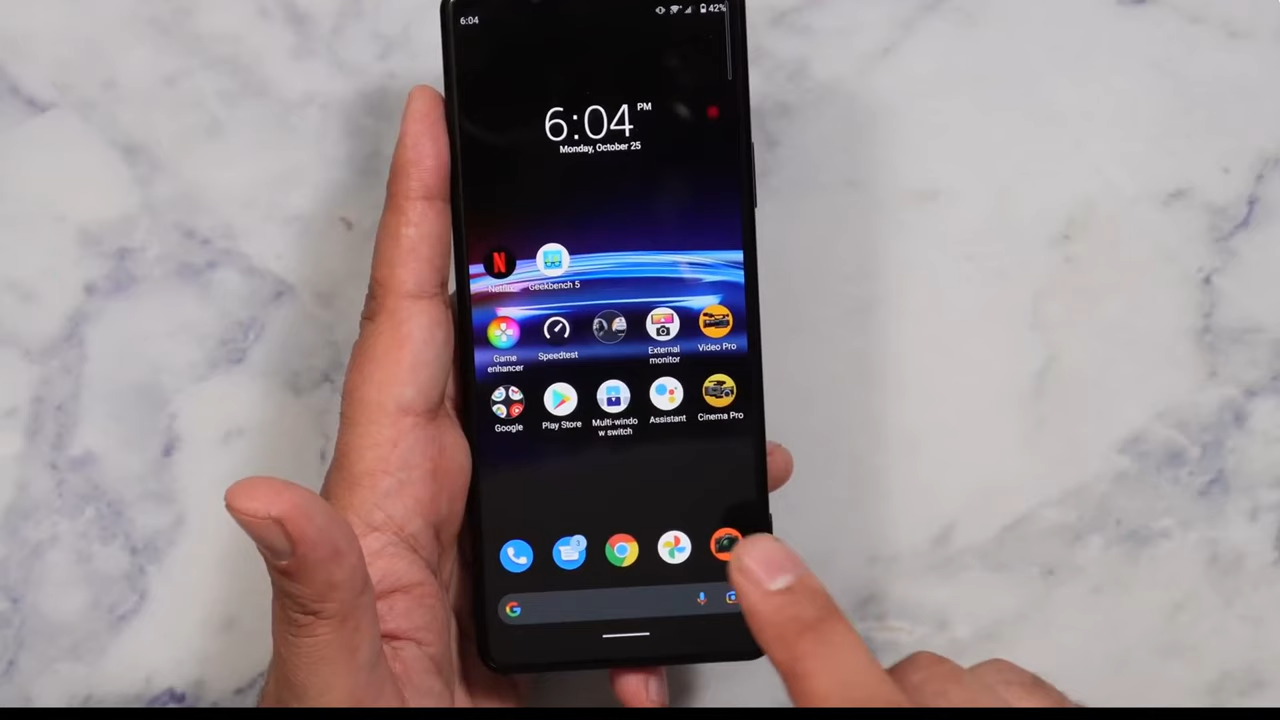 6:04
42%
6:04 PM
Monday, October 25
N
Netflix
Geekbench 5
Game
enhancer
Speedtest
External
monitor
Video Pro
Google
Play Store
Multi-windo
w switch
Assistant
Cinema Pro
3
G